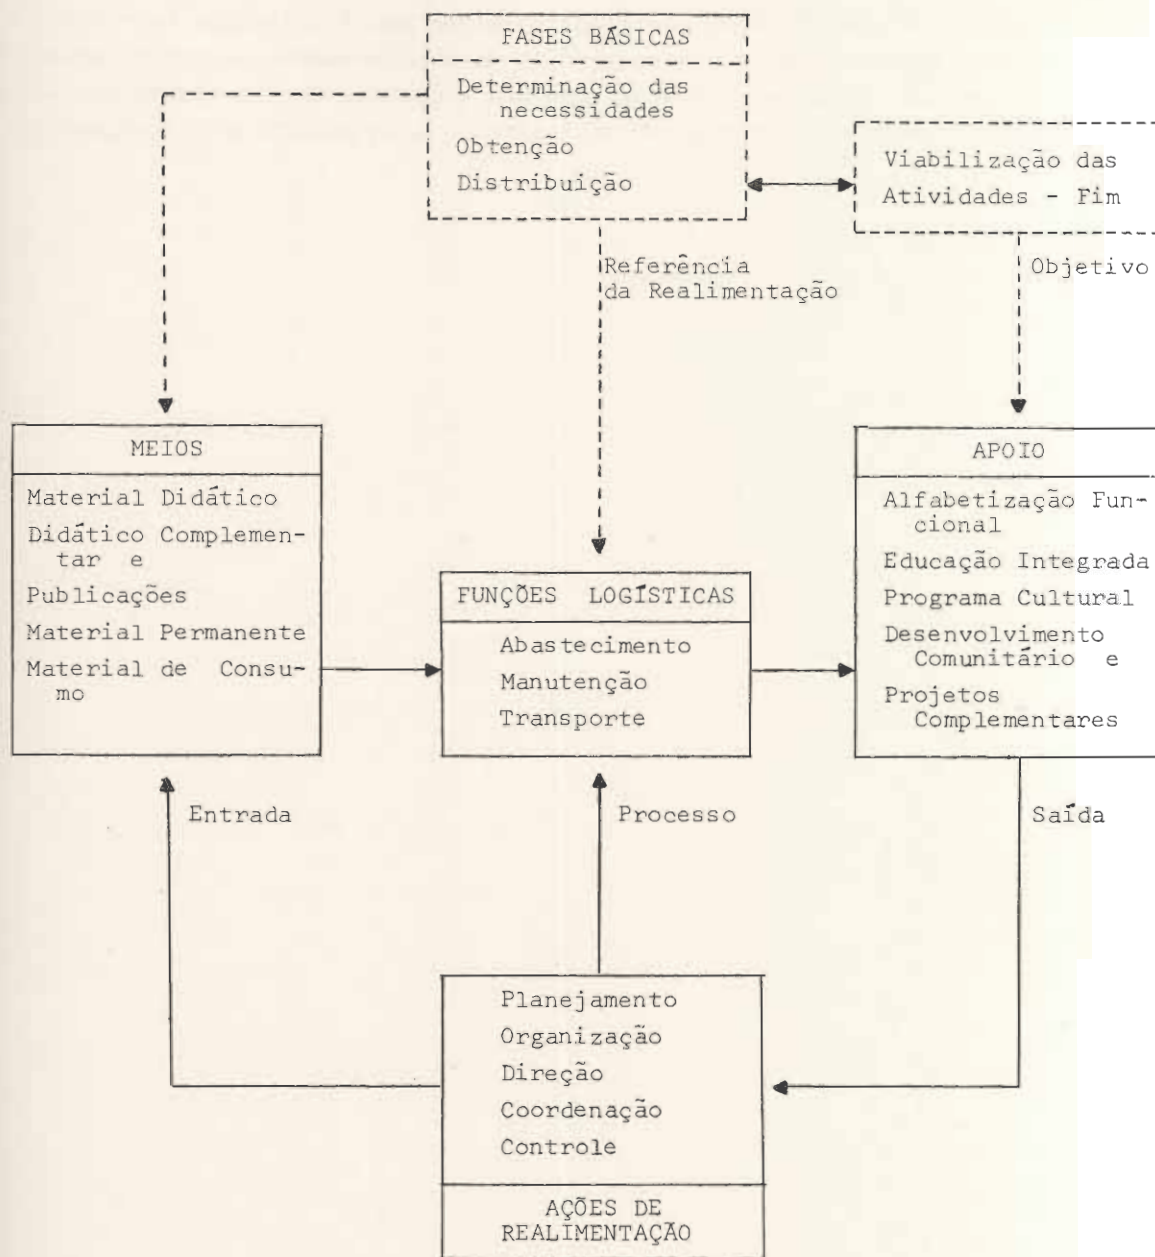 FASES BÁSICAS
Determinação das
necessidades
Obtenção
Distribuição
Viabilização das
Atividades - Fim
Referência
da Realimentação
Objetivo
MEIOS
Material Didático
Didático Complemen-
tar e
Publicações
Material Permanente
Material de Consu-
mo
FUNÇÕES LOGÍSTICAS
Abastecimento
Manutenção
Transporte
APOIO
Alfabetização Fun-
cional
Educação Integrada
Programa Cultural
Desenvolvimento
Comunitário e
Projetos
Complementares
Entrada
Processo
Saída
Planejamento
Organização
Direção
Coordenação
Controle
AÇÕES DE
REALIMENTAÇÃO